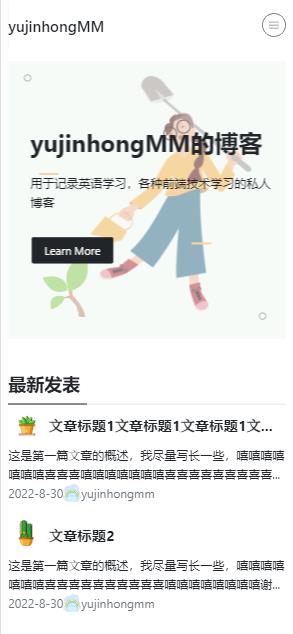 yujinhongMM
yujinhongMM的博客
用于记录英语学习，各种前端技术学习的私人
博客
Learn More
最新发表
文章标题1文章标题1文章标题1文...
这是第一篇文章的概述，我尽量写长一些，嘻嘻嘻嘻
嘻嘻嘻喜喜喜嘻嘻嘻嘻嘻嘻嘻喜喜喜喜喜喜喜喜喜...
2022-8-30yujinhongmm
文章标题2
这是第一篇文章的概述，我尽量写长一些，嘻嘻嘻嘻
嘻嘻嘻喜喜喜喜喜喜喜喜喜喜嘻嘻嘻嘻嘻嘻嘻嘻谢...
2022-8-30yujinhongmm